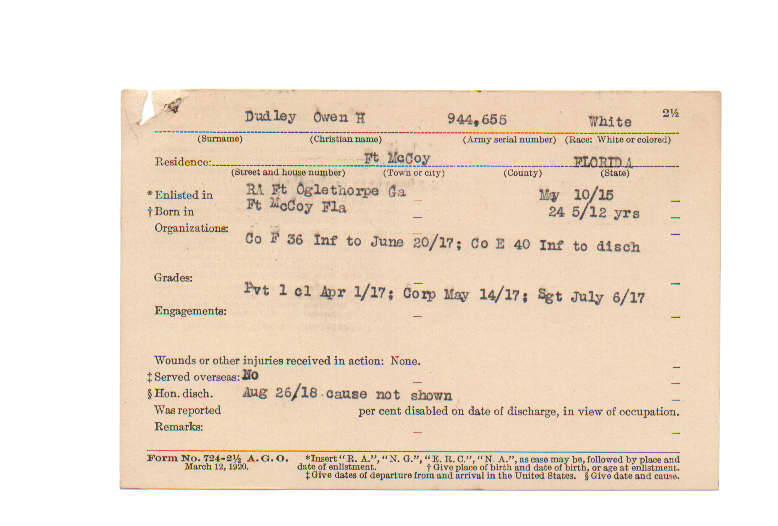 Dudley Owen H 944,655 White 2½
(Surname) (Christian name) (Army serial number) (Race: White or colored)
Residence: Ft McCoy FLORIDA
(Street and house number) (Town or city) (County) (State)
* Enlisted in RA Ft Oglethorpe Ga May 10/15
† Born in Ft McCoy Fla 24 5/12 yrs
Organizations:
Co F 36 Inf to June 20/17; Co E 40 Inf to disch
Grades:
Pvt 1 cl Apr 1/17; Corp May 14/17; Sgt July 6/17
Engagements:
Wounds or other injuries received in action: None.
‡ Served overseas: No
§ Hon. disch. Aug 26/18 cause not shown
Was reported per cent disabled on date of discharge, in view of occupation.
Remarks:
Form No. 724-2½ A. G. O. *Insert "R. A.", "N. G.", "E. R. C.", "N. A.", as case may be, followed by place and
March 12, 1920. date of enlistment. † Give place of birth and date of birth, or age at enlistment.
‡ Give dates of departure from and arrival in the United States. § Give date and cause.